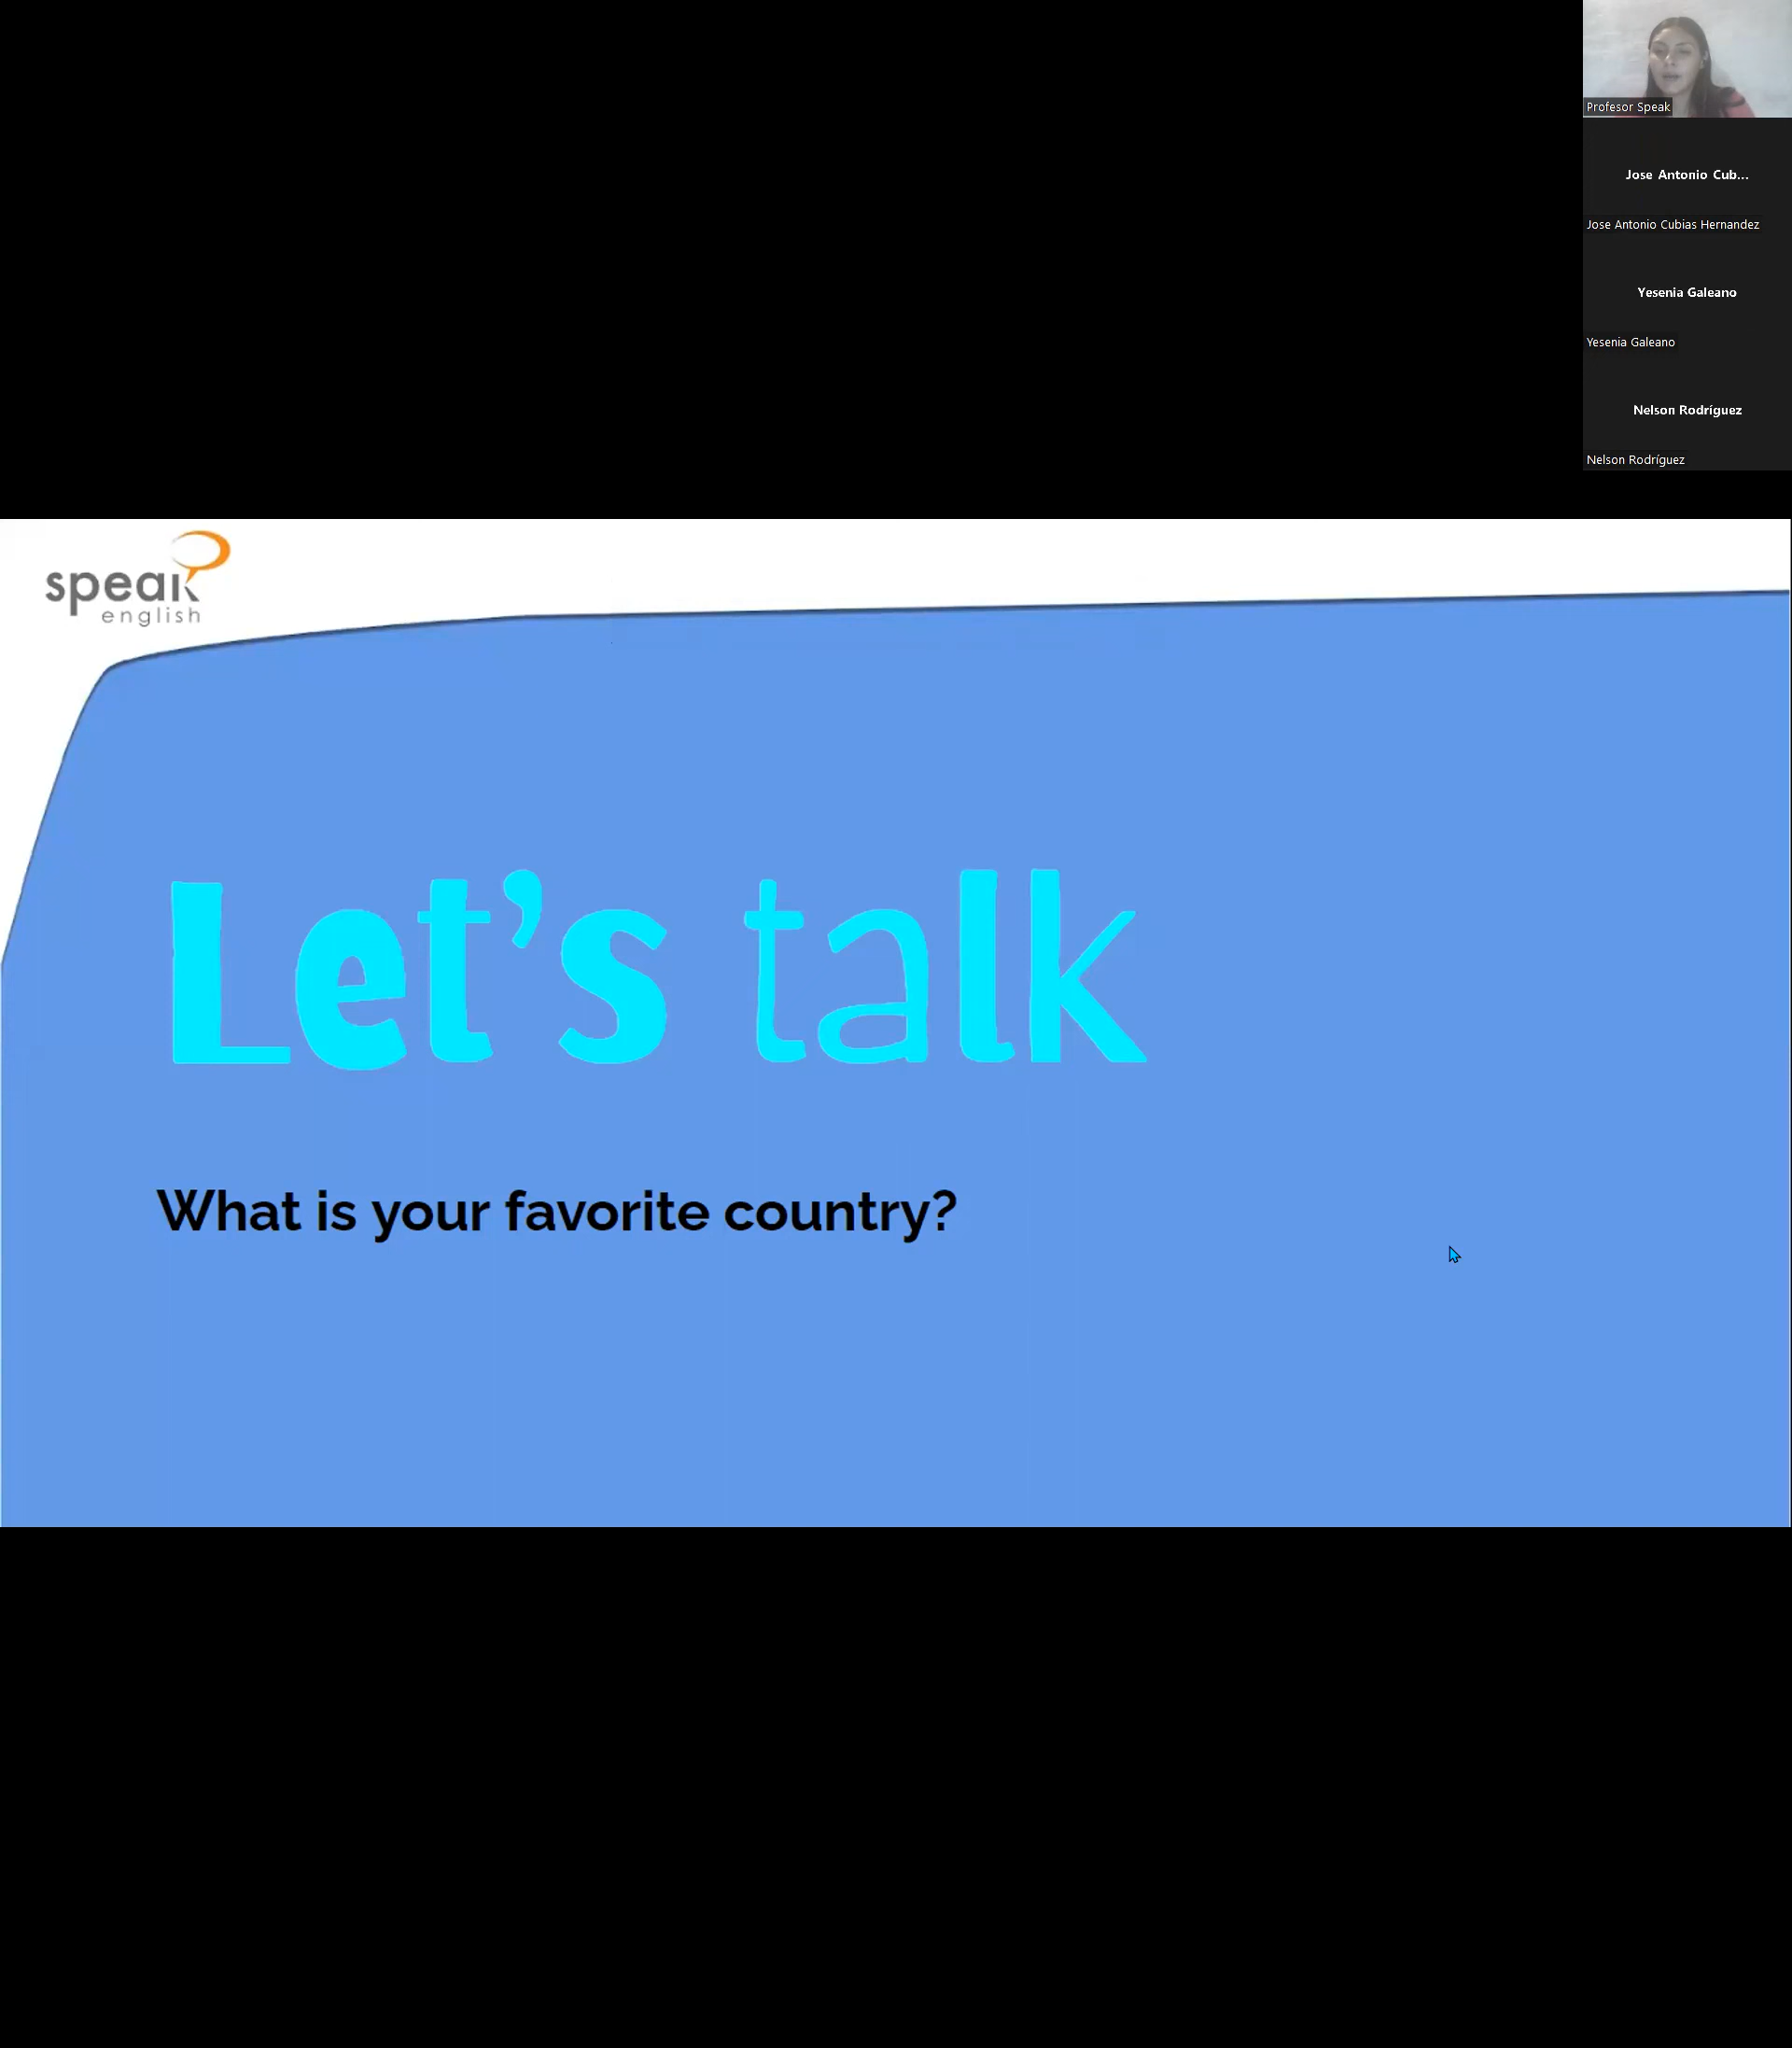 Profesor Speak
Jose Antonio Cub...
Jose Antonio Cubias Hernandez
Yesenia Galeano
Yesenia Galeano
Nelson Rodríguez
Nelson Rodríguez
speak
english
Let's talk
What is your favorite country?